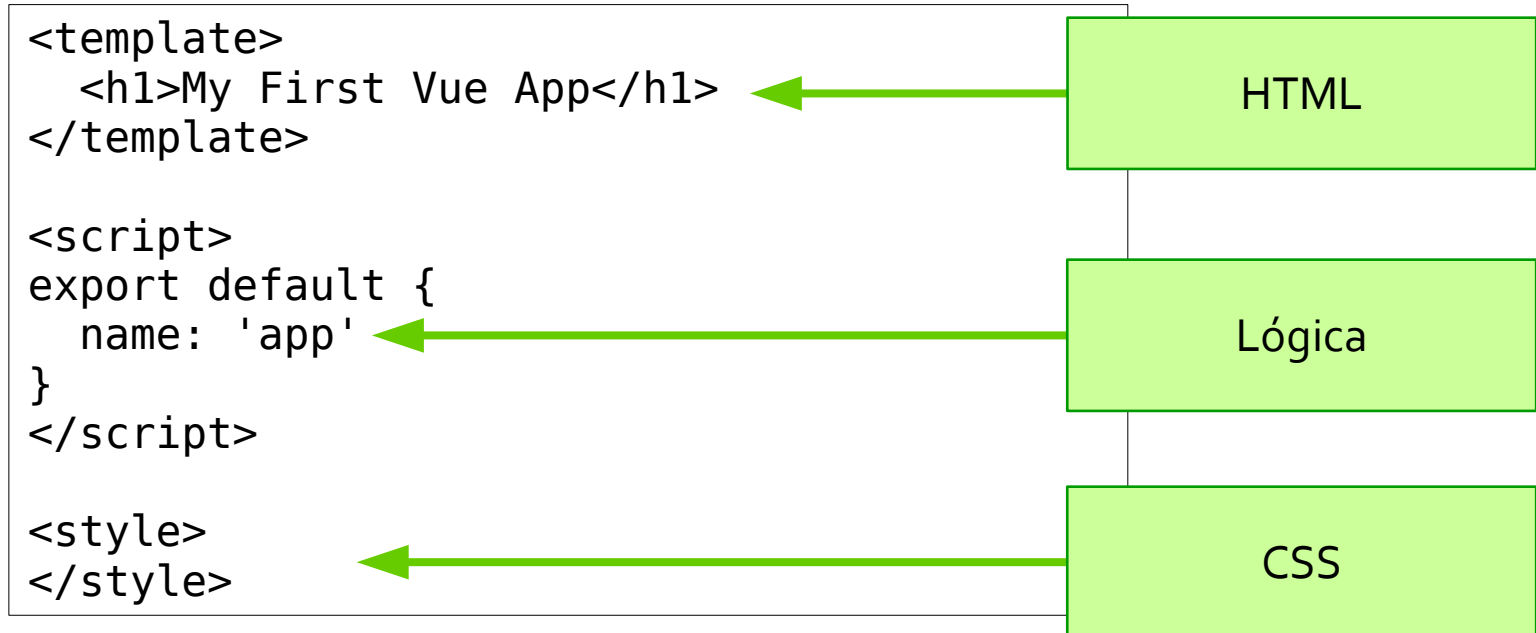 <template>
  <h1>My First Vue App</h1>
</template>
HTML
<script>
export default {
  name: 'app'
}
</script>
Lógica
<style>
</style>
CSS